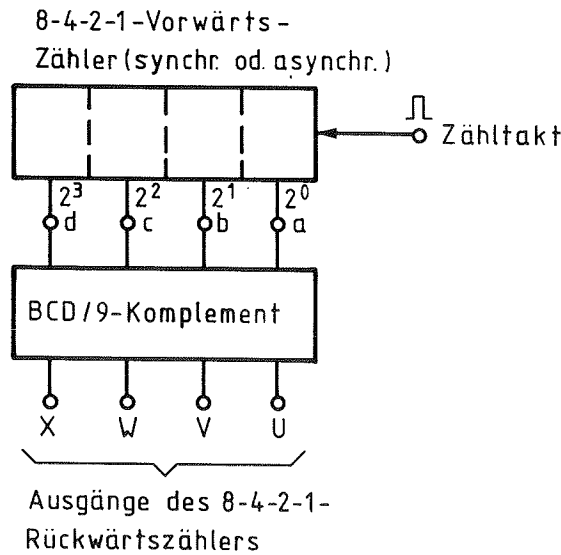 8-4-2-1-Vorwärts-
Zähler (synchr. od. asynchr.)
Zähltakt
2³ 2² 2¹ 2⁰
d c b a
BCD/9-Komplement
X W V U
Ausgänge des 8-4-2-1-
Rückwärtszählers